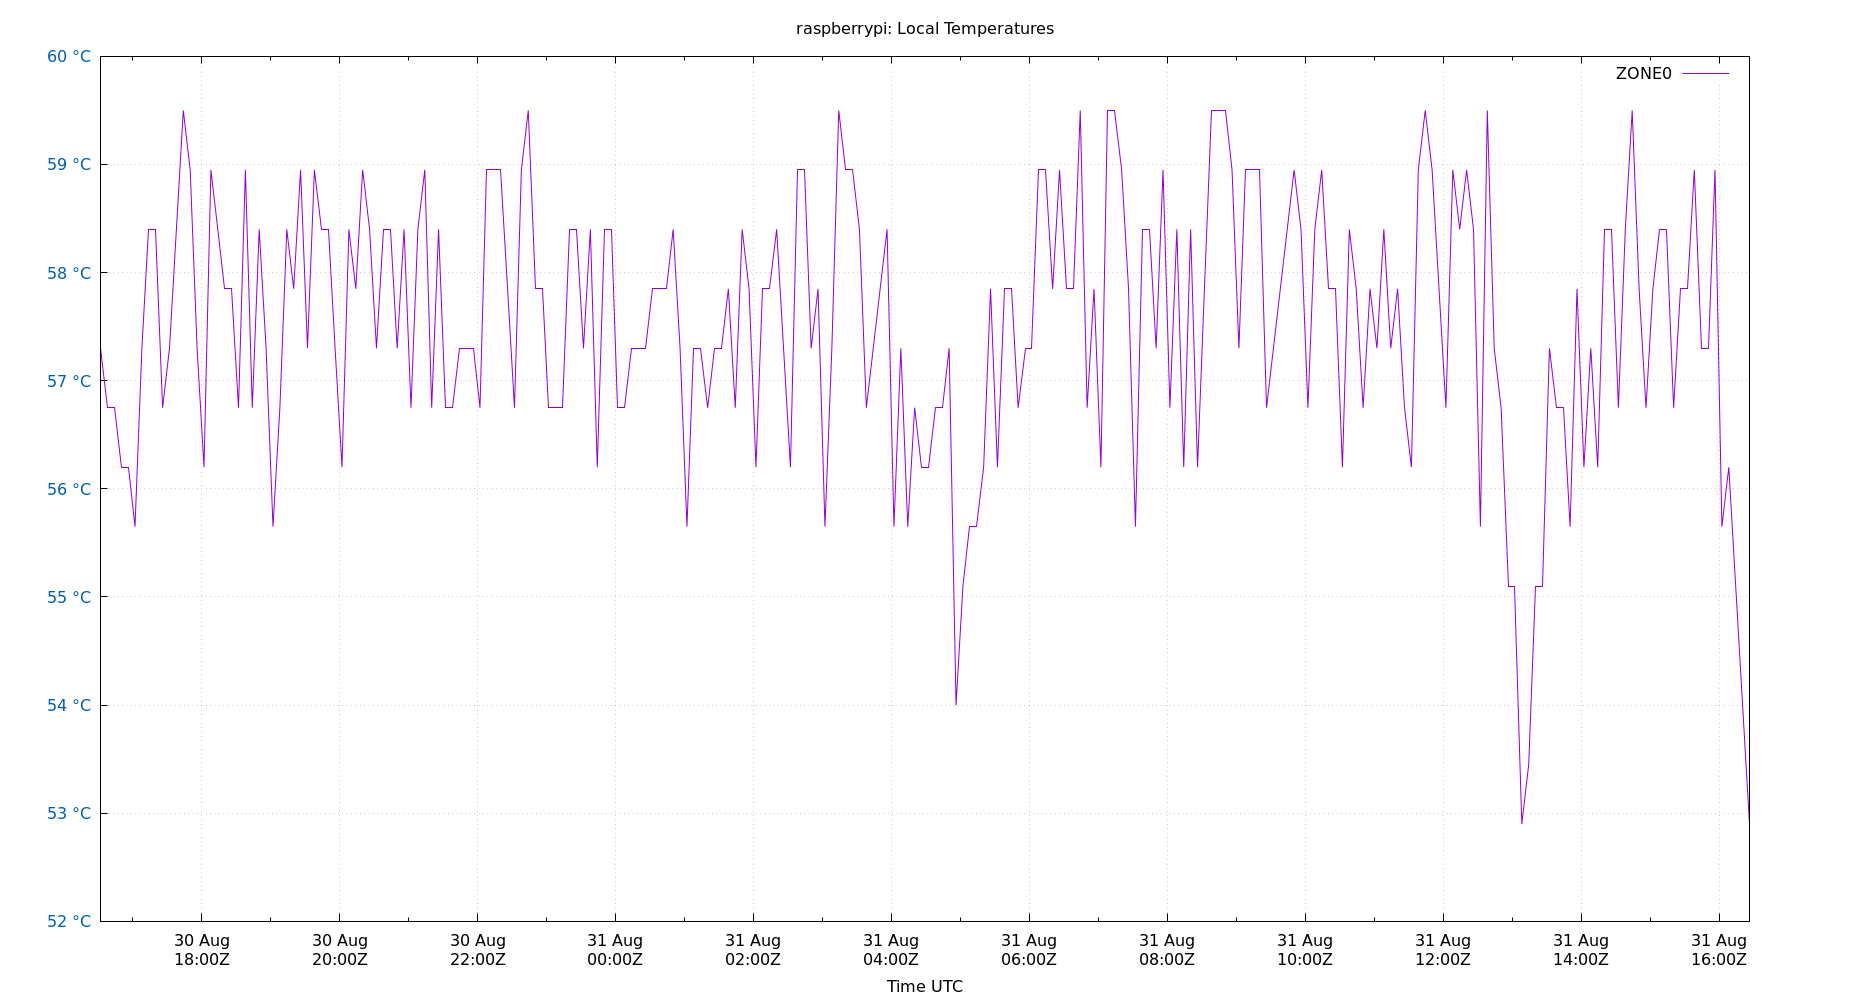 raspberrypi: Local Temperatures
60 °C
ZONE0
59 °C
58 °C
57 °C
56 °C
55 °C
54 °C
53 °C
52 °C
30 Aug 30 Aug 30 Aug 31 Aug 31 Aug 31 Aug 31 Aug 31 Aug 31 Aug 31 Aug 31 Aug 31 Aug
18:00Z 20:00Z 22:00Z 00:00Z 02:00Z 04:00Z 06:00Z 08:00Z 10:00Z 12:00Z 14:00Z 16:00Z
Time UTC